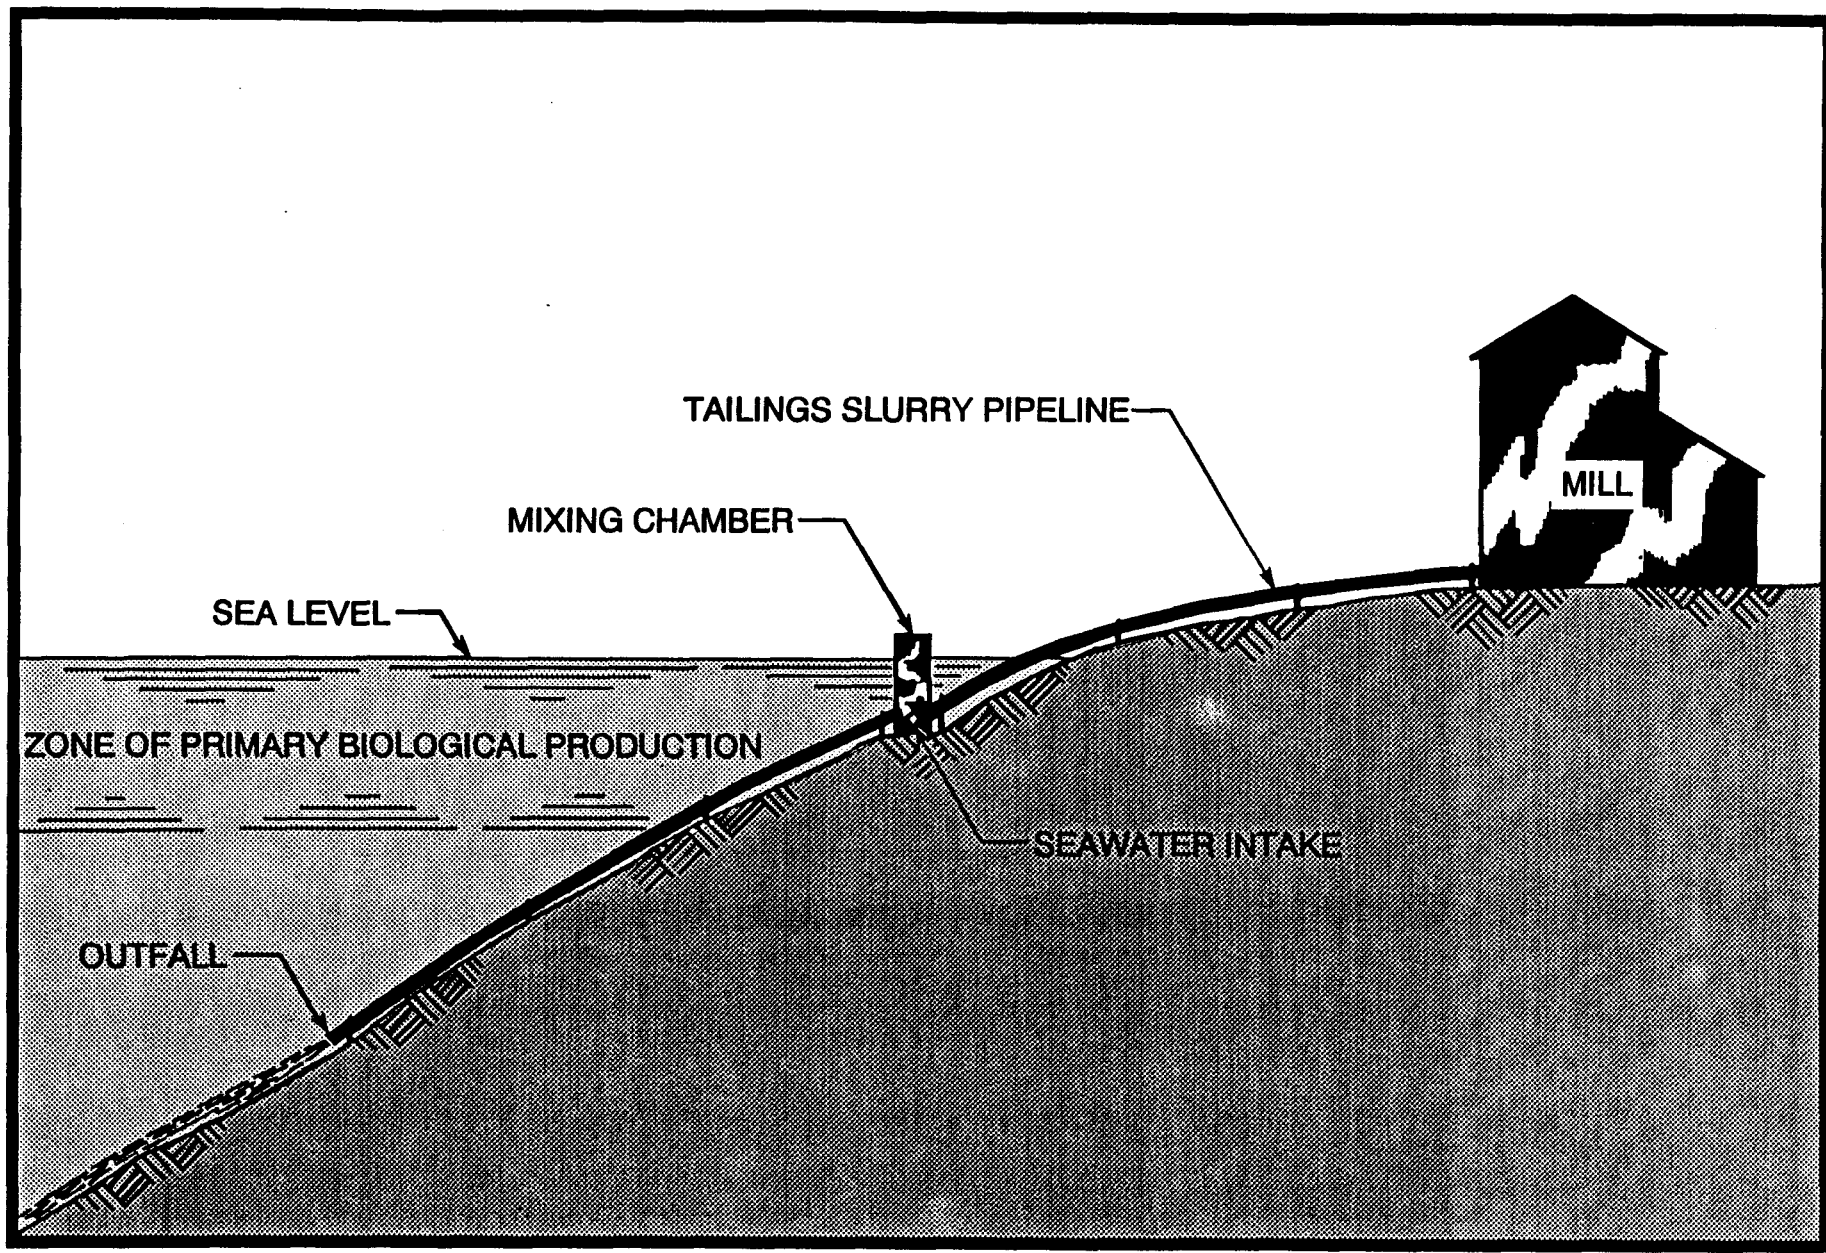 TAILINGS SLURRY PIPELINE
MILL
MIXING CHAMBER
SEA LEVEL
ZONE OF PRIMARY BIOLOGICAL PRODUCTION
SEAWATER INTAKE
OUTFALL